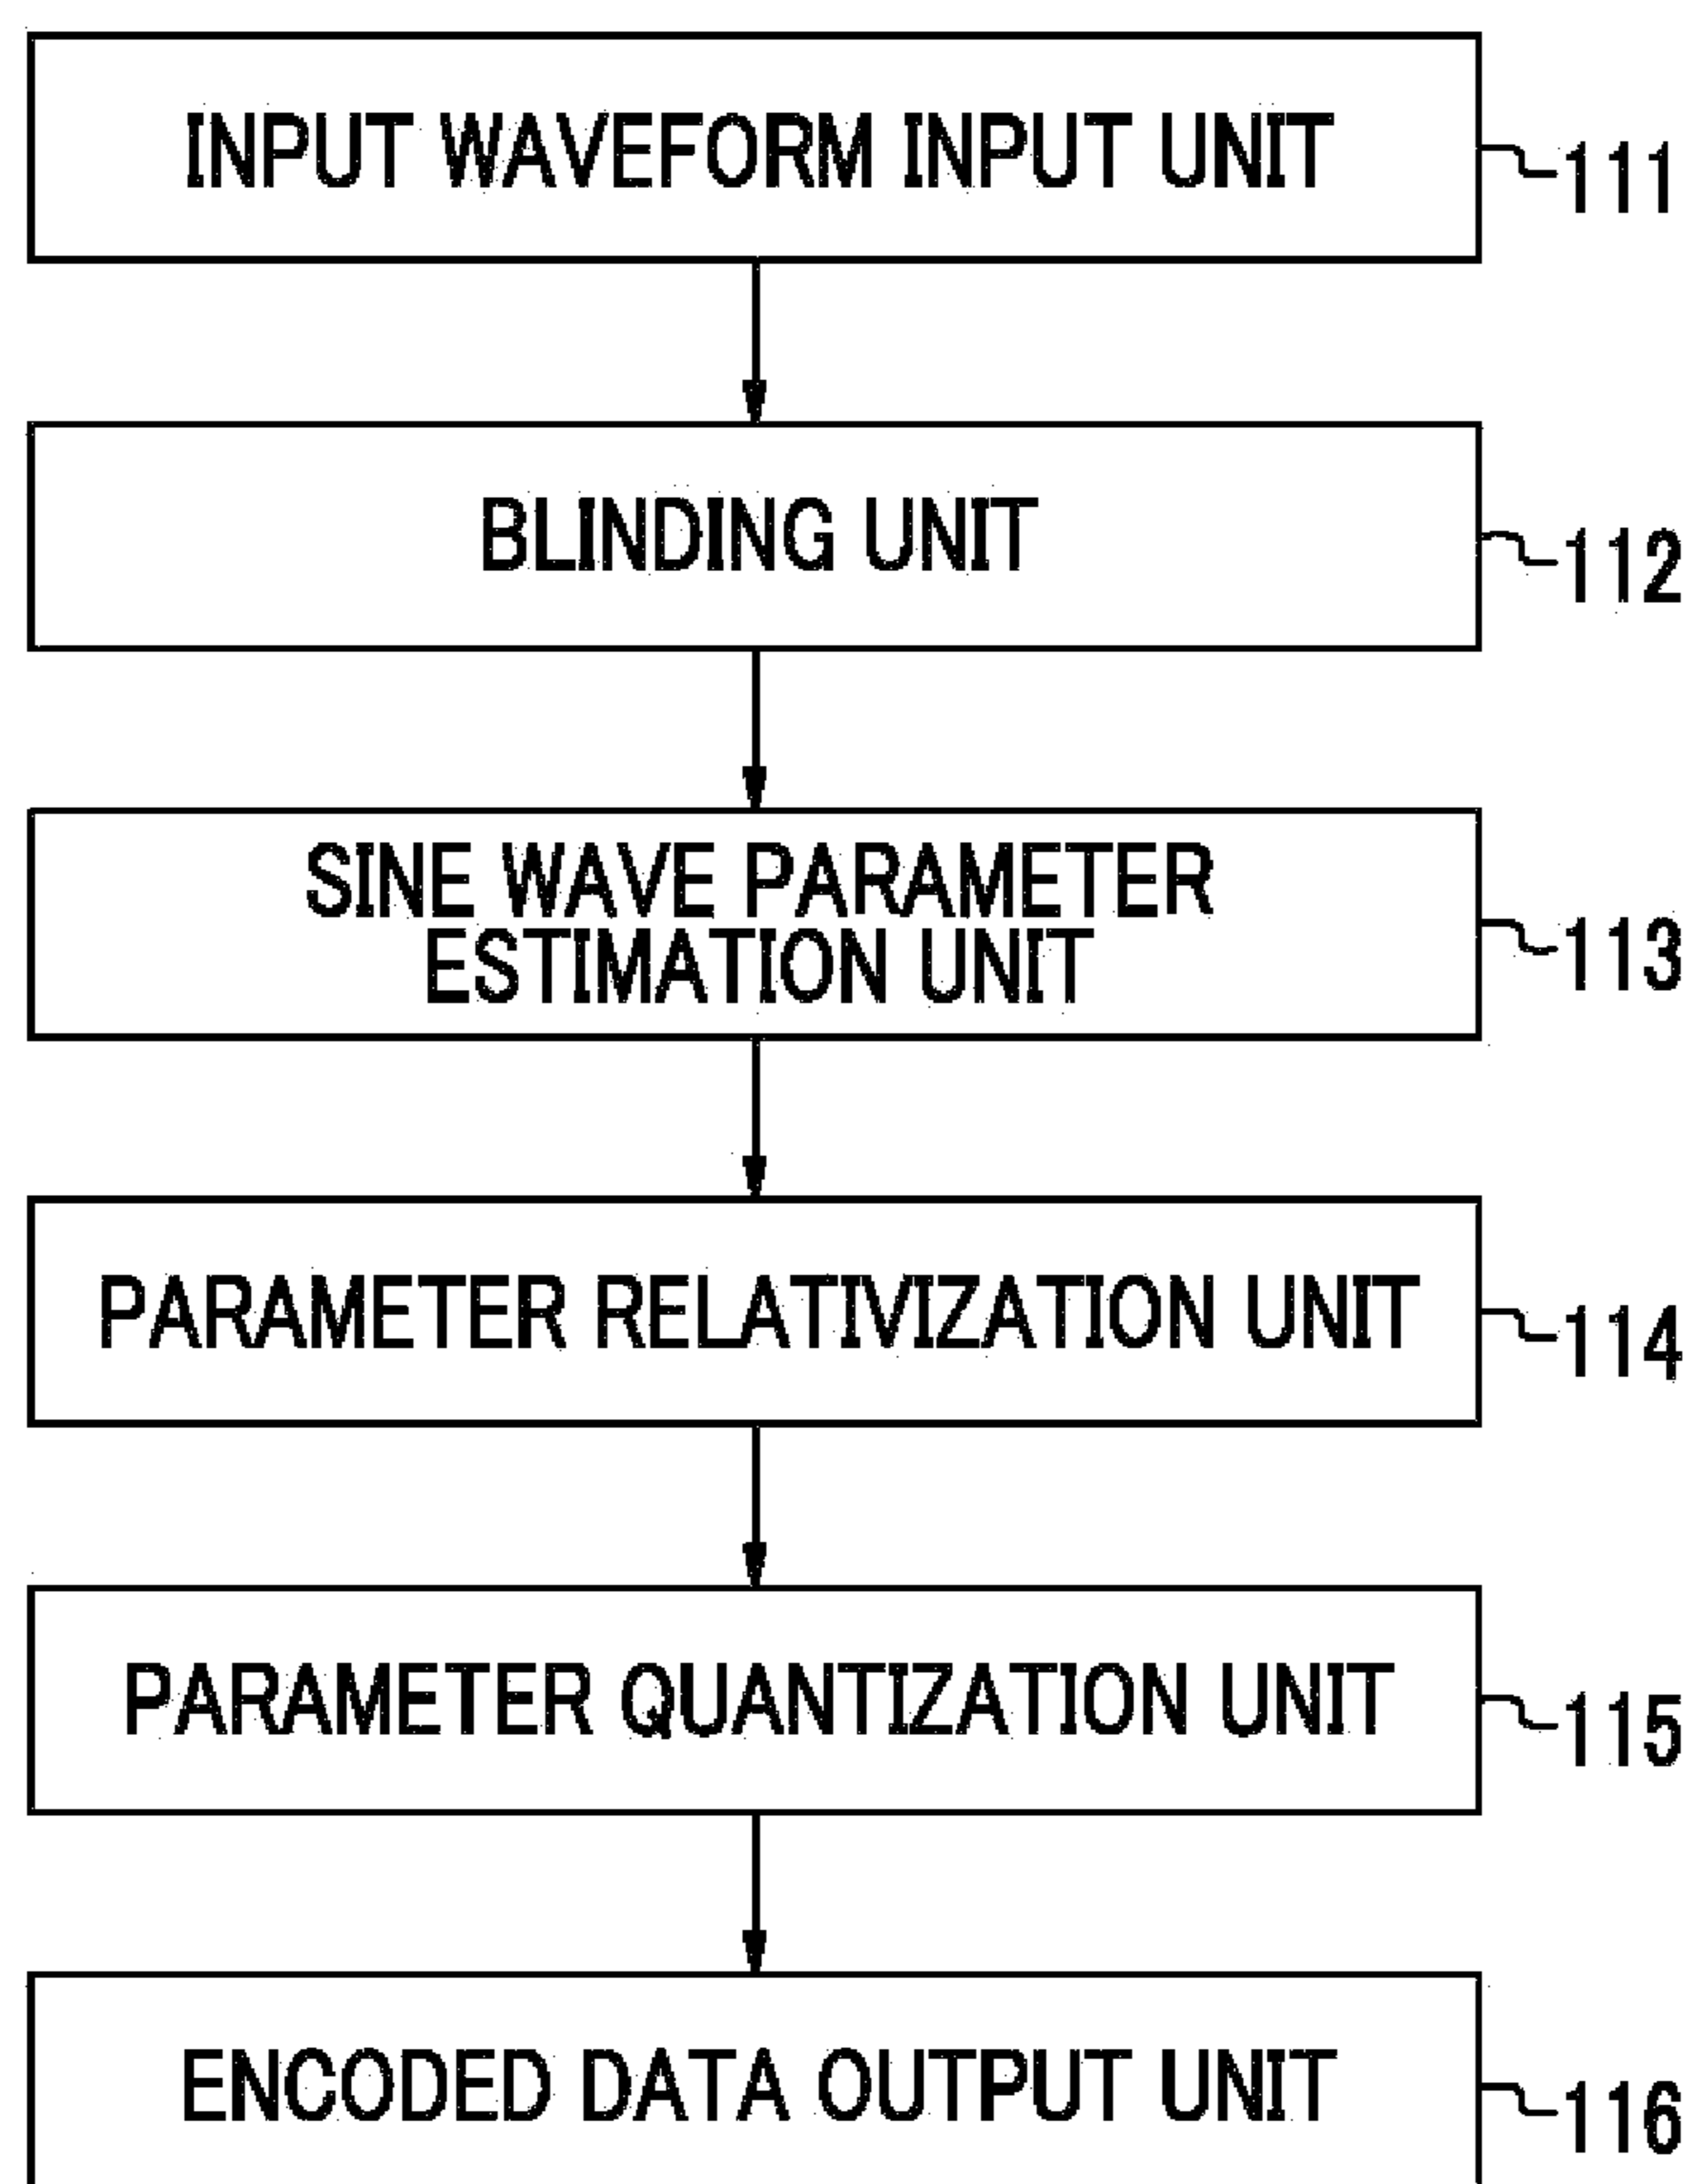 INPUT WAVEFORM INPUT UNIT
111
BLINDING UNIT
112
SINE WAVE PARAMETER
ESTIMATION UNIT
113
PARAMETER RELATIVIZATION UNIT
114
PARAMETER QUANTIZATION UNIT
115
ENCODED DATA OUTPUT UNIT
116